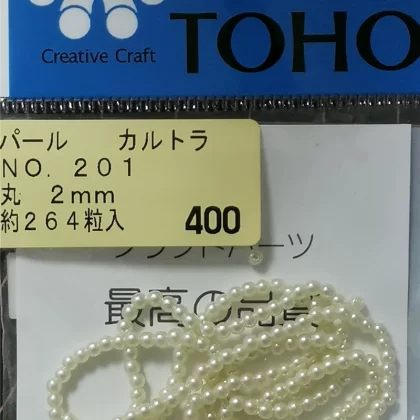 Creative Craft
TOHO
パール カルトラ
NO. 201
丸 2mm
約264粒入
400
最高の品質